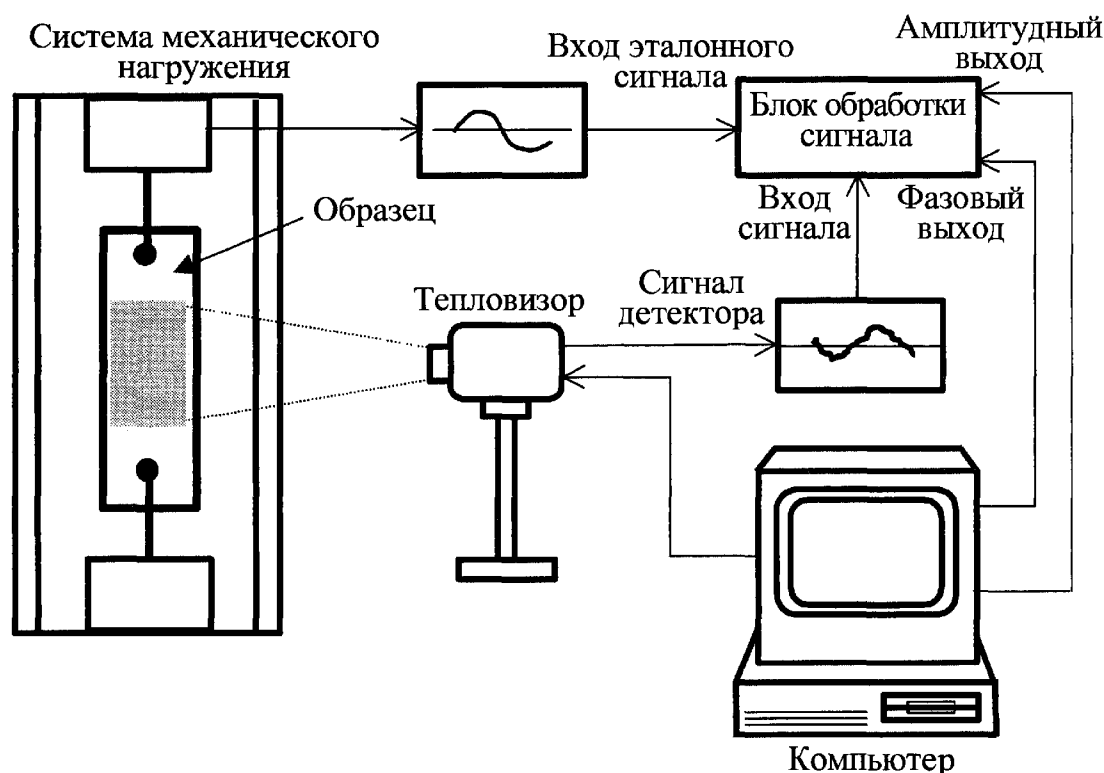 Система механического
нагружения
Вход эталонного
сигнала
Амплитудный
выход
Блок обработки
сигнала
Образец
Вход
сигнала
Фазовый
выход
Тепловизор
Сигнал
детектора
Компьютер